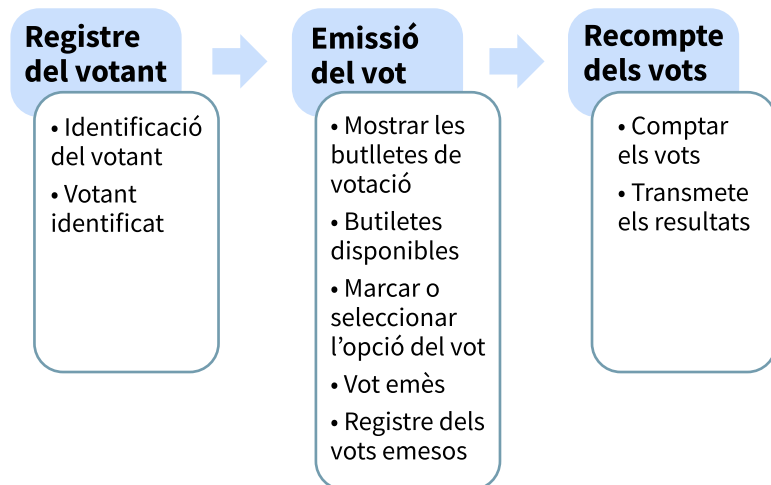 Registre
del votant
• Identificació
del votant
• Votant
identificat
Emissió
del vot
• Mostrar les
butlletes de
votació
• Butiletes
disponibles
• Marcar o
seleccionar
l’opció del vot
• Vot emès
• Registre dels
vots emesos
Recompte
dels vots
• Comptar
els vots
• Transmete
els resultats